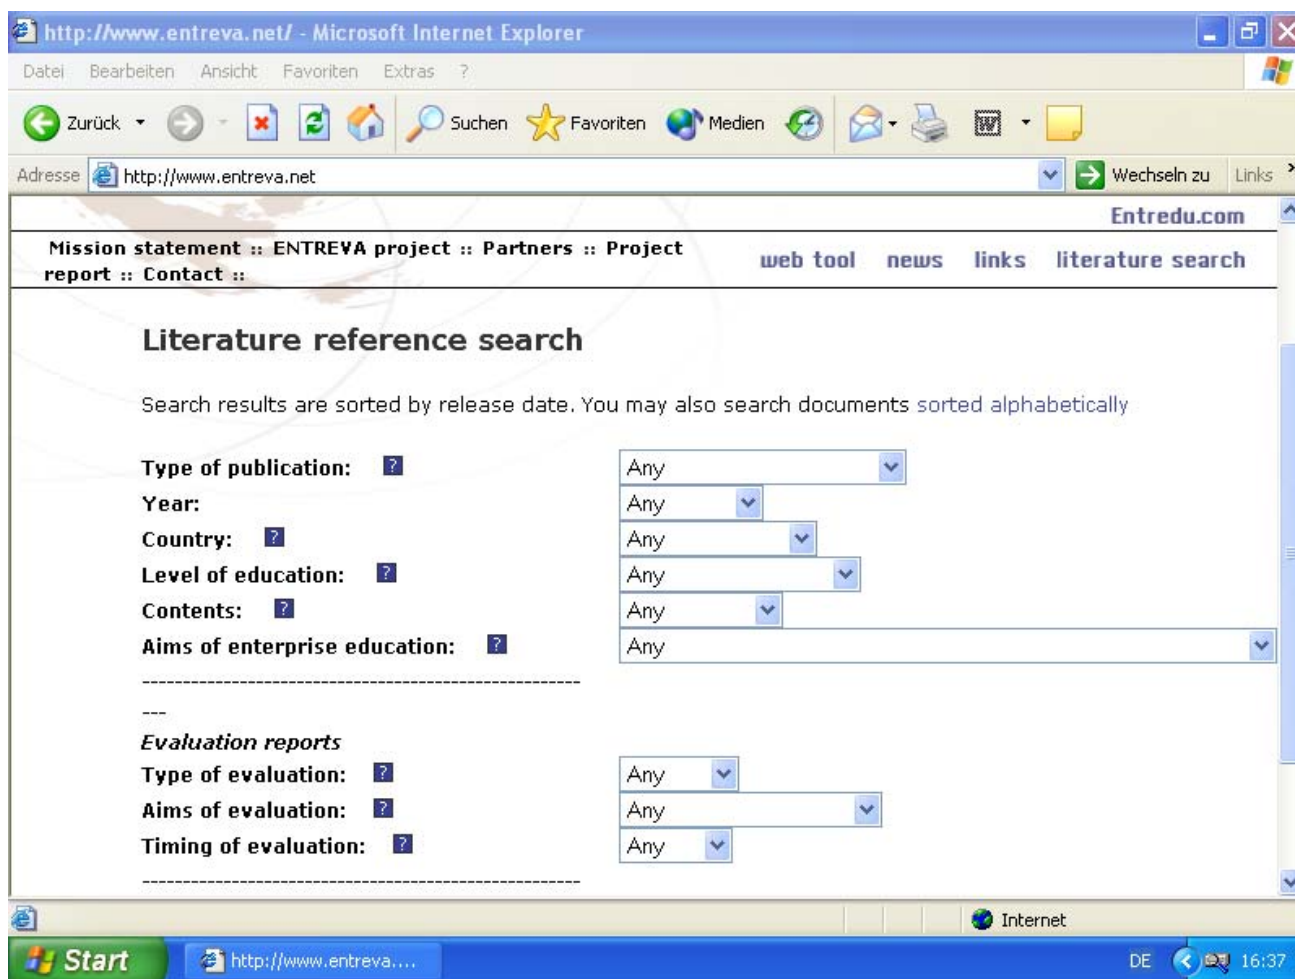 http://www.entreva.net/ - Microsoft Internet Explorer
Datei Bearbeiten Ansicht Favoriten Extras ?
Zurück Suchen Favoriten Medien
Adresse http://www.entreva.net Wechseln zu Links »
Entredu.com
Mission statement :: ENTREVA project :: Partners :: Project
report :: Contact ::
web tool news links literature search
Literature reference search
Search results are sorted by release date. You may also search documents sorted alphabetically
Type of publication: ? Any
Year: Any
Country: ? Any
Level of education: ? Any
Contents: ? Any
Aims of enterprise education: ? Any
------------------------------------------------------
---
Evaluation reports
Type of evaluation: ? Any
Aims of evaluation: ? Any
Timing of evaluation: ? Any
------------------------------------------------------
Internet
Start http://www.entreva.... DE 16:37